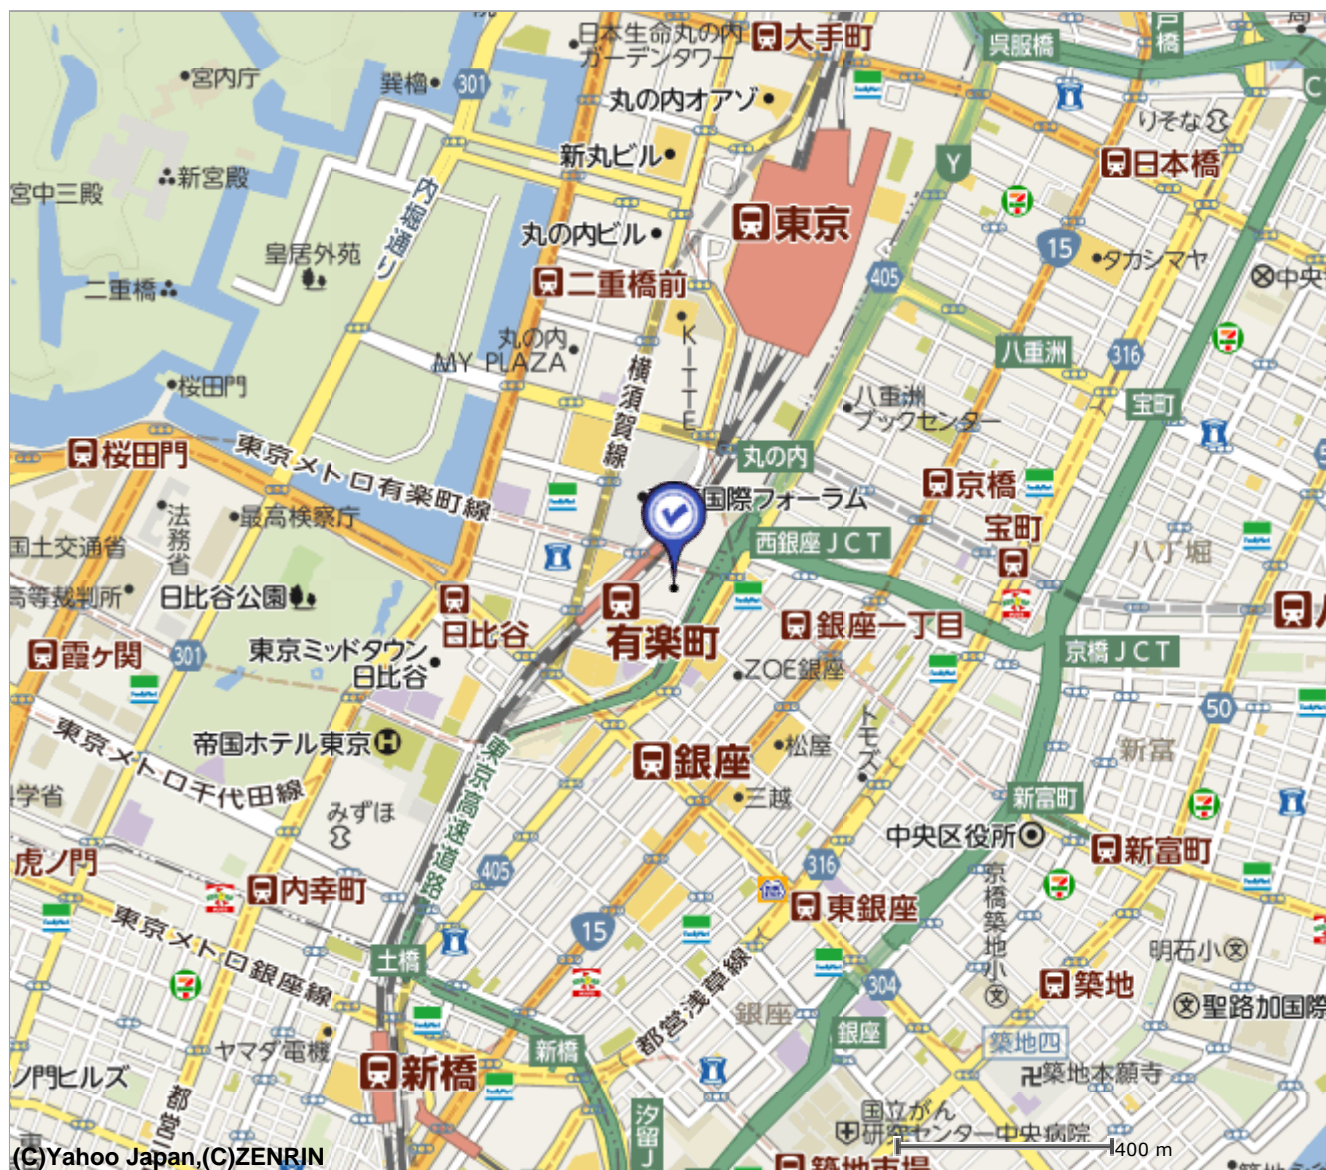 日本生命丸の内
ガーデンタワー
大手町
呉服橋
宮内庁
巽櫓
301
丸の内オアゾ
りそな
C
新丸ビル
Y
日本橋
新宮殿
宮中三殿
内堀通り
丸の内ビル
東京
15
タカシマヤ
皇居外苑
二重橋
二重橋前
405
中央
丸の内
MY PLAZA
KITTE
横須賀線
八重洲
316
桜田門
八重洲
ブックセンター
宝町
桜田門
東京メトロ有楽町線
丸の内
京橋
国際フォーラム
法務省
最高検察庁
国土交通省
西銀座JCT
宝町
八丁堀
高等裁判所
日比谷公園
日比谷
有楽町
銀座一丁目
霞ヶ関
301
東京ミッドタウン
日比谷
ZOE銀座
京橋JCT
50
東京メトロ千代田線
帝国ホテル東京
H
東京高速道路
銀座
松屋
トモズ
新富
三越
みずほ
新富町
中央区役所
新富町
虎ノ門
内幸町
405
316
東銀座
京橋築地小
東京メトロ銀座線
15
土橋
都営浅草線
304
明石小
築地
聖路加国際
銀座
銀座
ヤマダ電機
新橋
新橋
築地四
築地本願寺
ノ門ヒルズ
国立がん
研究センター中央病院
汐留J
築地市場
400 m
(C)Yahoo Japan,(C)ZENRIN